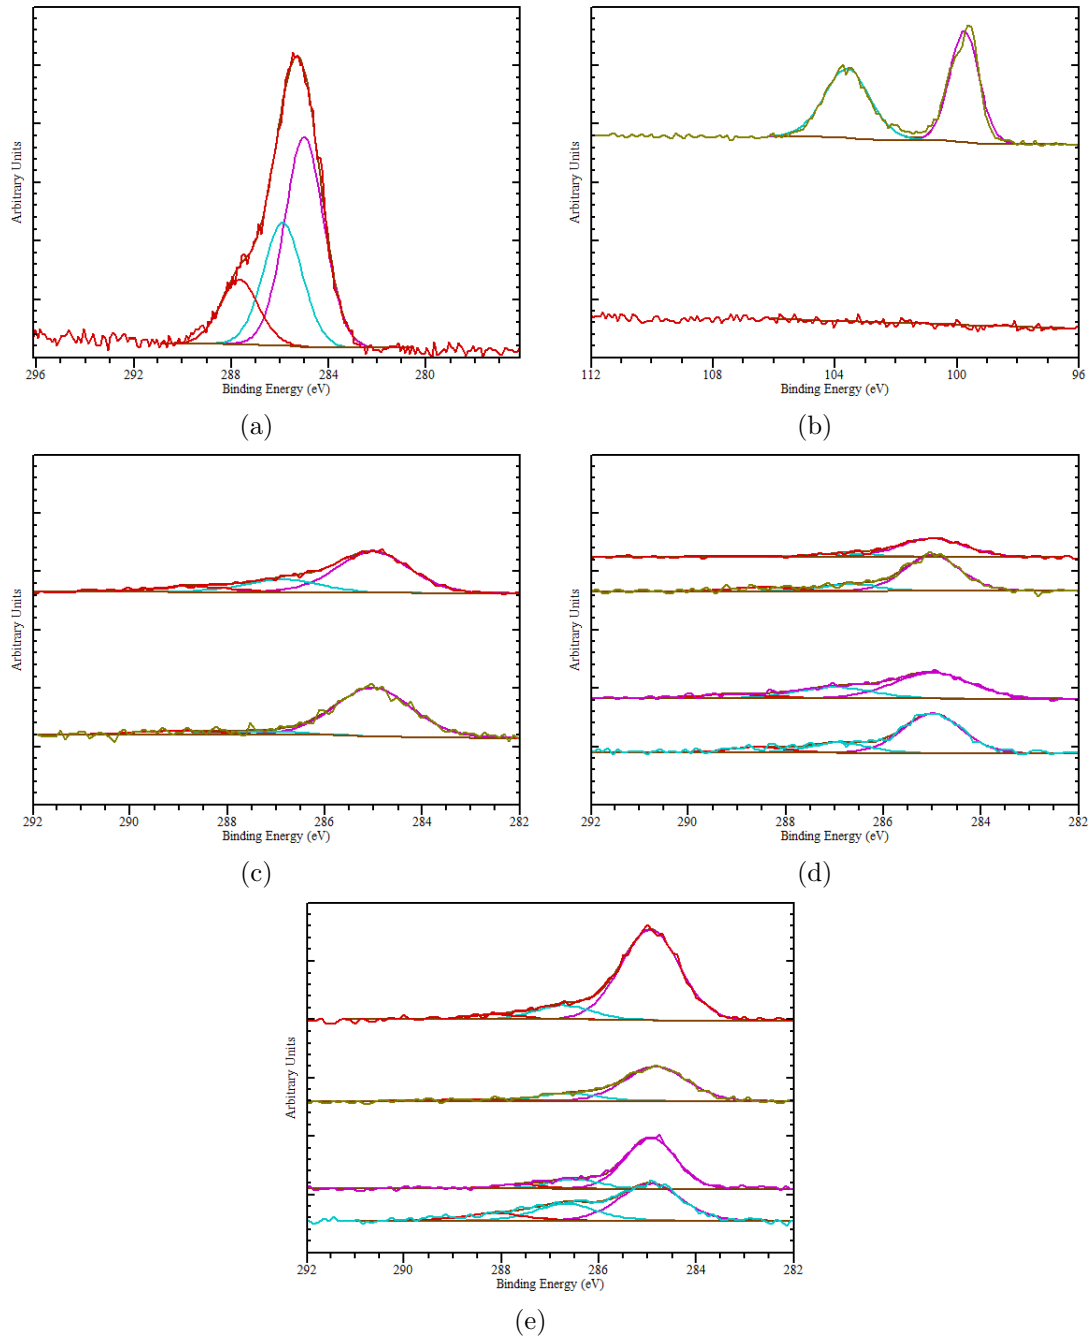 Arbitrary Units
296 292 288 284 280
Binding Energy (eV)
(a)
Arbitrary Units
112 108 104 100 96
Binding Energy (eV)
(b)
Arbitrary Units
292 290 288 286 284 282
Binding Energy (eV)
(c)
Arbitrary Units
292 290 288 286 284 282
Binding Energy (eV)
(d)
Arbitrary Units
292 290 288 286 284 282
Binding Energy (eV)
(e)